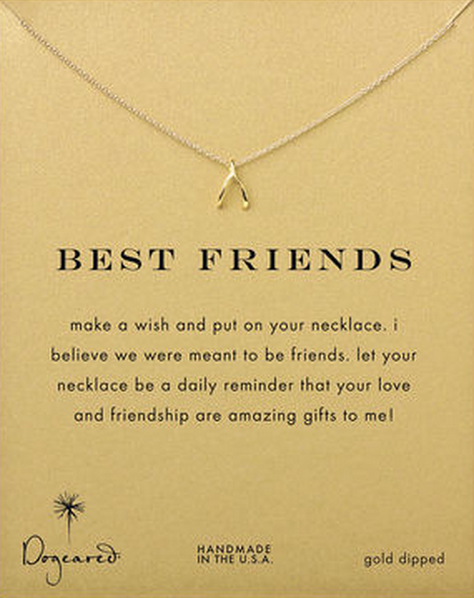 BEST FRIENDS
make a wish and put on your necklace. i
believe we were meant to be friends. let your
necklace be a daily reminder that your love
and friendship are amazing gifts to me!
Dogeared.
HANDMADE
IN THE U.S.A.
gold dipped